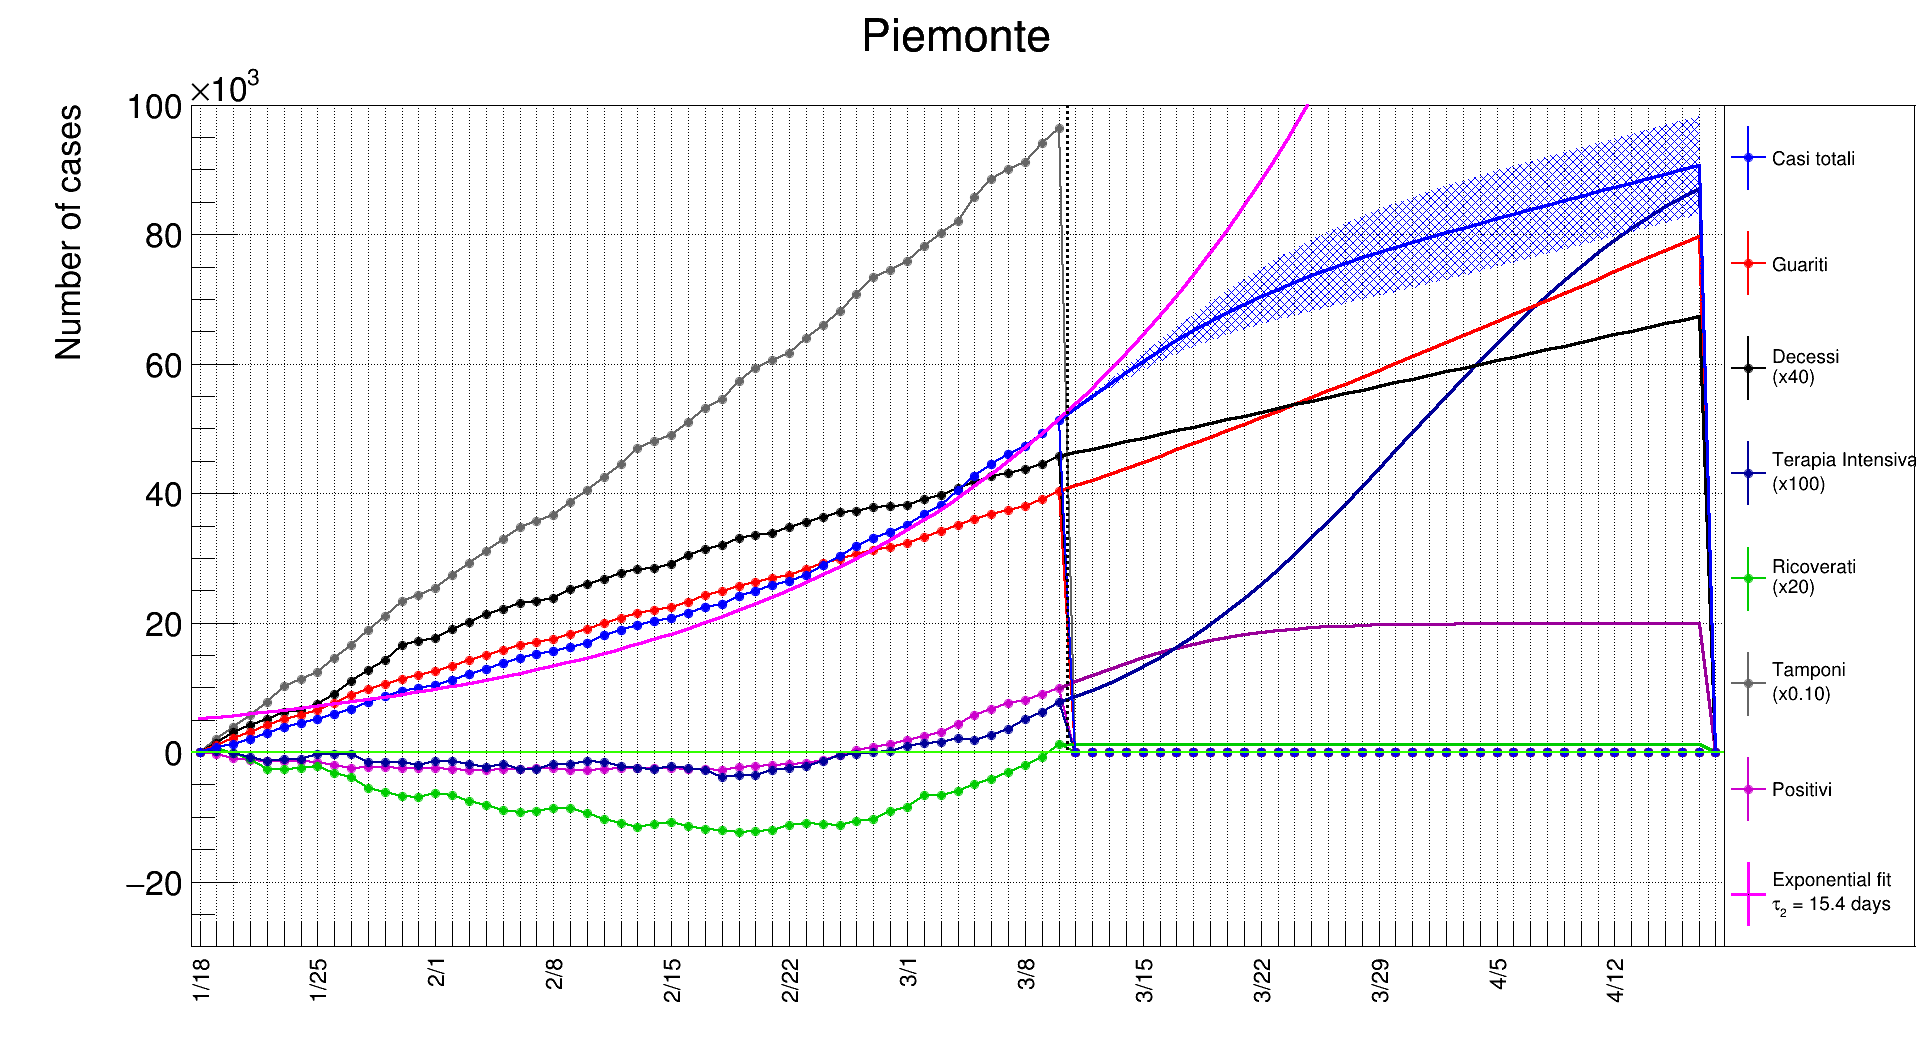 Piemonte
×10³
Number of cases
100
80
60
40
20
0
−20
1/18
1/25
2/1
2/8
2/15
2/22
3/1
3/8
3/15
3/22
3/29
4/5
4/12
Casi totali
Guariti
Decessi
(x40)
Terapia Intensiva
(x100)
Ricoverati
(x20)
Tamponi
(x0.10)
Positivi
Exponential fit
τ₂ = 15.4 days